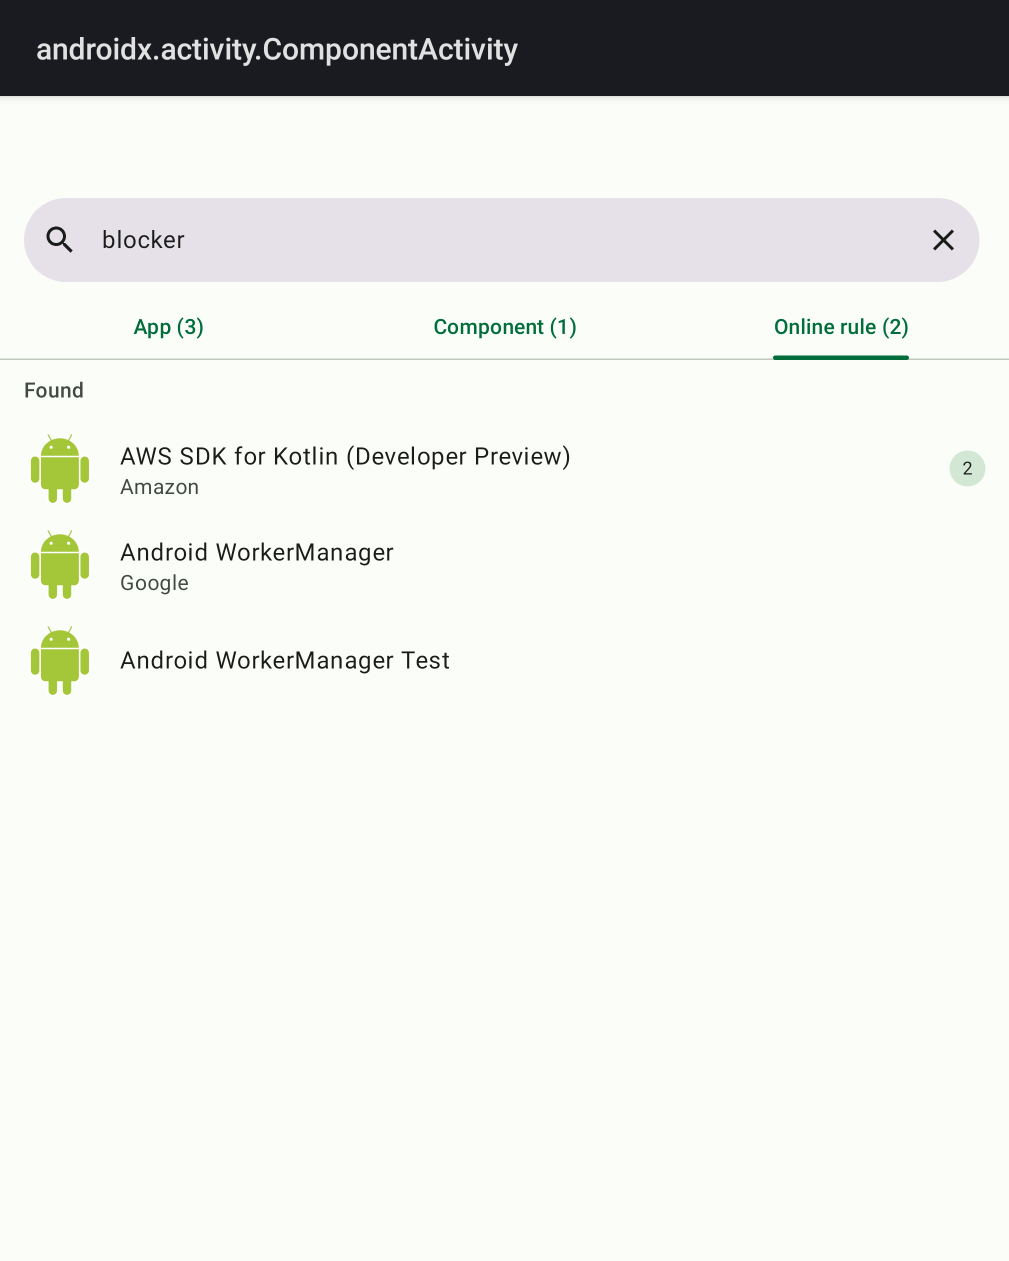 androidx.activity.ComponentActivity
blocker
App (3) Component (1) Online rule (2)
Found
AWS SDK for Kotlin (Developer Preview)
Amazon
2
Android WorkerManager
Google
Android WorkerManager Test